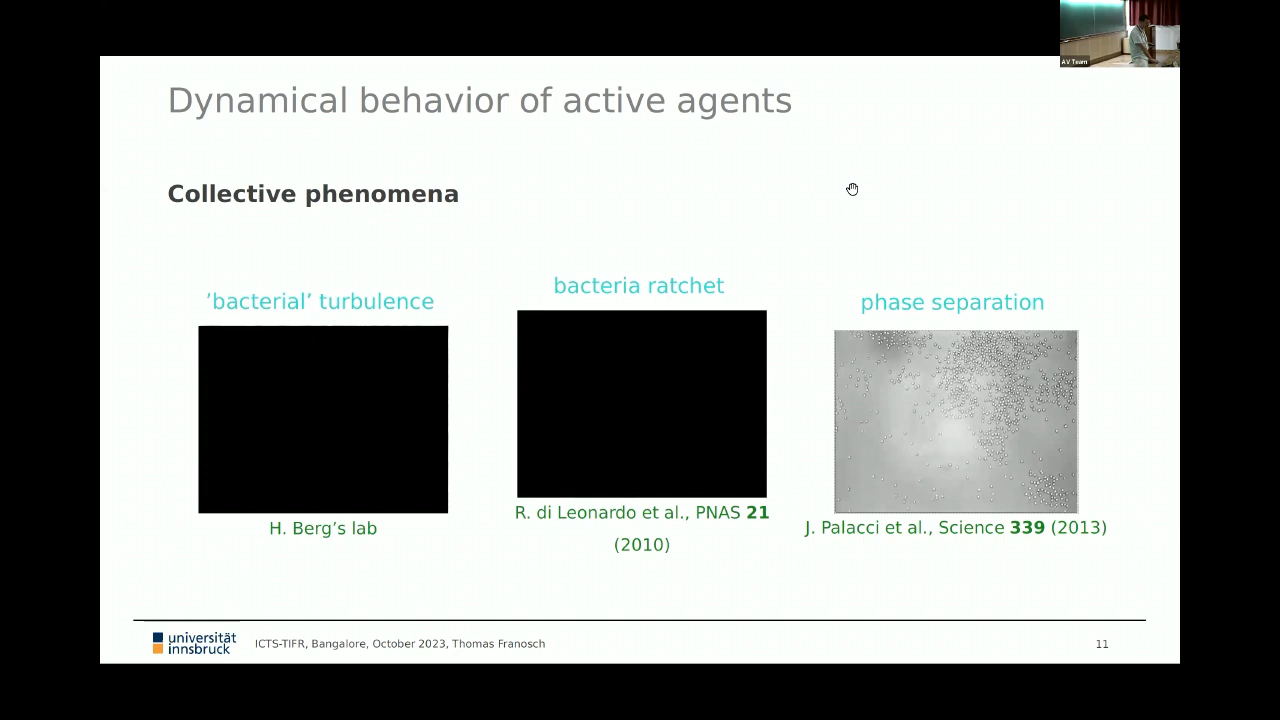 AV Team
Dynamical behavior of active agents
Collective phenomena
’bacterial’ turbulence
bacteria ratchet
phase separation
H. Berg’s lab
R. di Leonardo et al., PNAS 21
(2010)
J. Palacci et al., Science 339 (2013)
universität
innsbruck
ICTS-TIFR, Bangalore, October 2023, Thomas Franosch
11